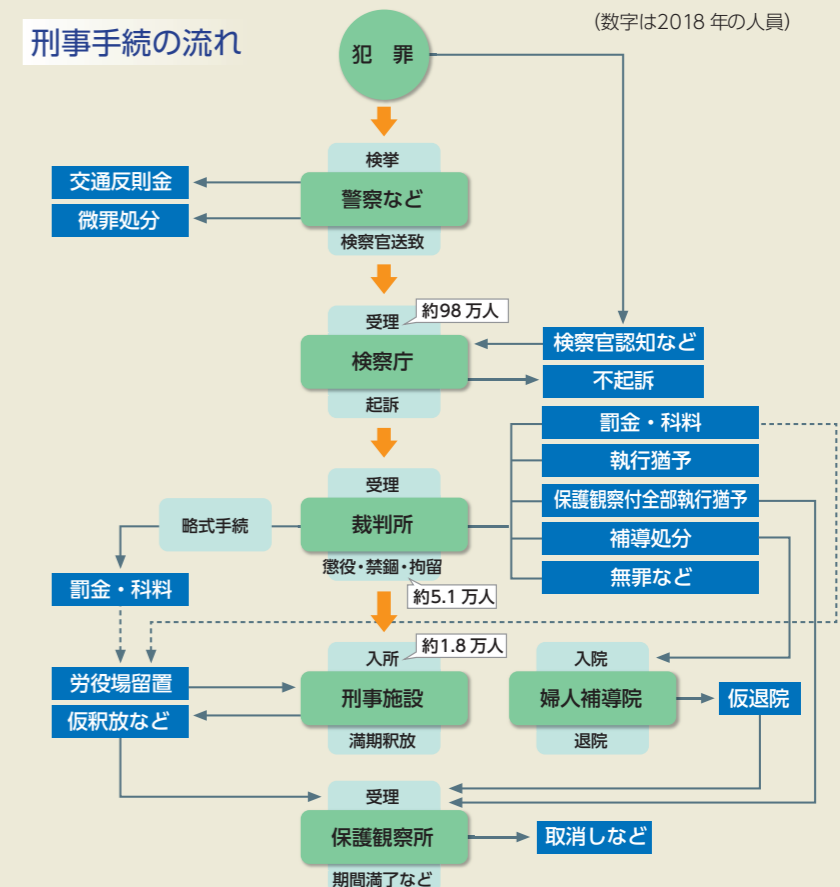 刑事手続の流れ
(数字は2018年の人員)
犯 罪
検挙
警察など
検察官送致
交通反則金
微罪処分
受理
約98万人
検察庁
起訴
検察官認知など
不起訴
罰金・科料
執行猶予
保護観察付全部執行猶予
補導処分
無罪など
受理
裁判所
懲役・禁錮・拘留
約5.1万人
略式手続
罰金・科料
労役場留置
仮釈放など
入所
約1.8万人
刑事施設
満期釈放
入院
婦人補導院
退院
仮退院
受理
保護観察所
期間満了など
取消しなど